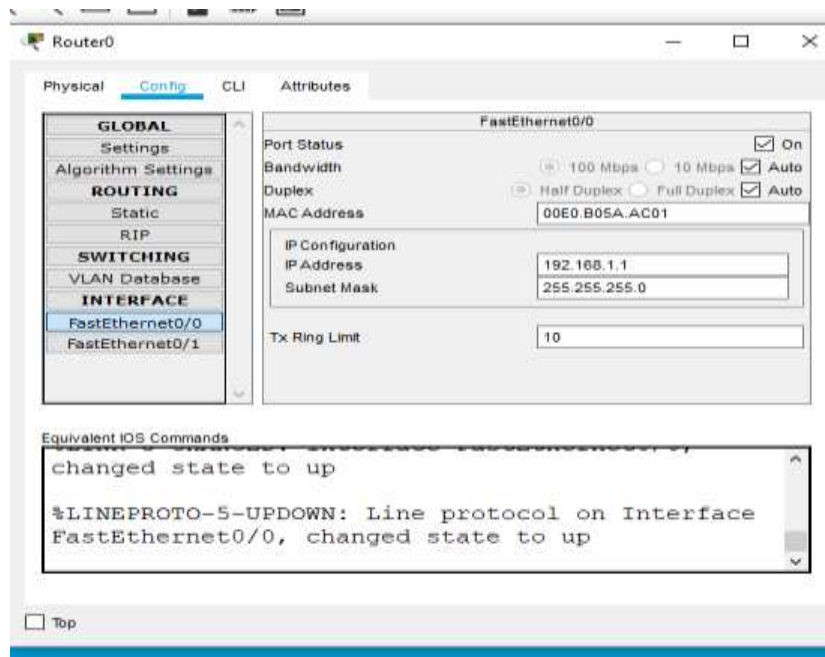 Router0
Physical Config CLI Attributes
GLOBAL
Settings
Algorithm Settings
ROUTING
Static
RIP
SWITCHING
VLAN Database
INTERFACE
FastEthernet0/0
FastEthernet0/1
FastEthernet0/0
Port Status On
Bandwidth 100 Mbps 10 Mbps Auto
Duplex Half Duplex Full Duplex Auto
MAC Address 00E0.B05A.AC01
IP Configuration
IP Address 192.168.1.1
Subnet Mask 255.255.255.0
Tx Ring Limit 10
Equivalent IOS Commands
changed state to up
%LINEPROTO-5-UPDOWN: Line protocol on Interface
FastEthernet0/0, changed state to up
Top